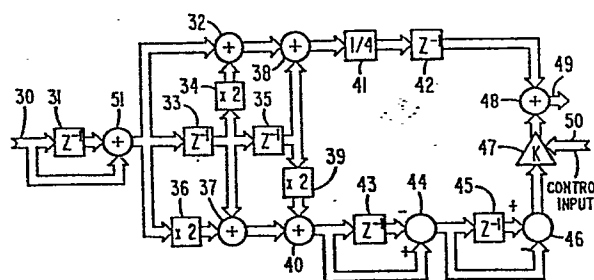 32
38
1/4
41
Z⁻¹
42
49
48
50
47
K
CONTROL
INPUT
30
31
Z⁻¹
51
33
Z⁻¹
34
x 2
35
Z⁻¹
39
x 2
36
x 2
37
40
43
Z⁻¹
44
45
Z⁻¹
46
+
+
+
+
+
+
−
+
+
−